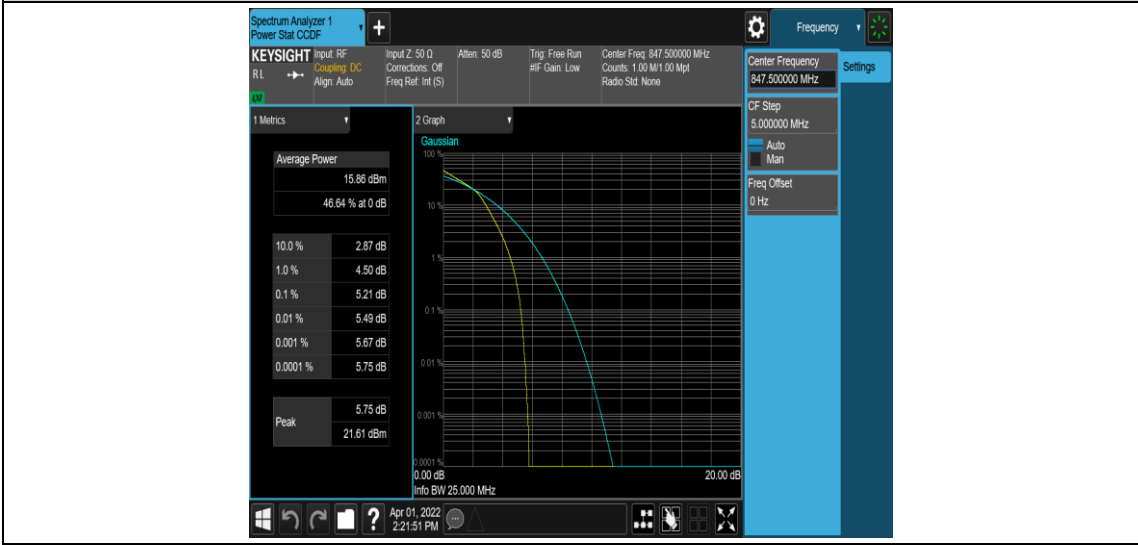 Spectrum Analyzer 1
Power Stat CCDF
+
Frequency
KEYSIGHT
Input: RF
Input Z: 50 Ω
Atten: 50 dB
Trig: Free Run
Center Freq: 847.500000 MHz
R L
Coupling: DC
Corrections: Off
#IF Gain: Low
Counts: 1.00 M/1.00 Mpt
Align: Auto
Freq Ref: Int (S)
Radio Std: None
Center Frequency
847.500000 MHz
Settings
CF Step
5.000000 MHz
Auto
Man
Freq Offset
0 Hz
1 Metrics
Average Power
15.86 dBm
46.64 % at 0 dB
10.0 % 2.87 dB
1.0 % 4.50 dB
0.1 % 5.21 dB
0.01 % 5.49 dB
0.001 % 5.67 dB
0.0001 % 5.75 dB
Peak
5.75 dB
21.61 dBm
2 Graph
Gaussian
100 %
10 %
1 %
0.1 %
0.01 %
0.001 %
0.0001 %
0.00 dB
20.00 dB
Info BW 25.000 MHz
?
Apr 01, 2022
2:21:51 PM